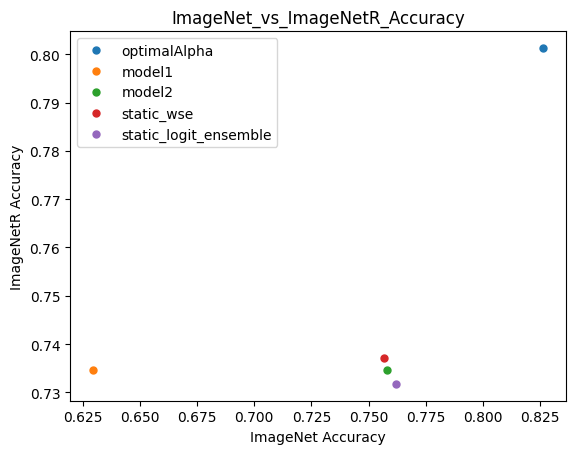 ImageNet_vs_ImageNetR_Accuracy
optimalAlpha
model1
model2
static_wse
static_logit_ensemble
ImageNetR Accuracy
0.80
0.79
0.78
0.77
0.76
0.75
0.74
0.73
0.625 0.650 0.675 0.700 0.725 0.750 0.775 0.800 0.825
ImageNet Accuracy